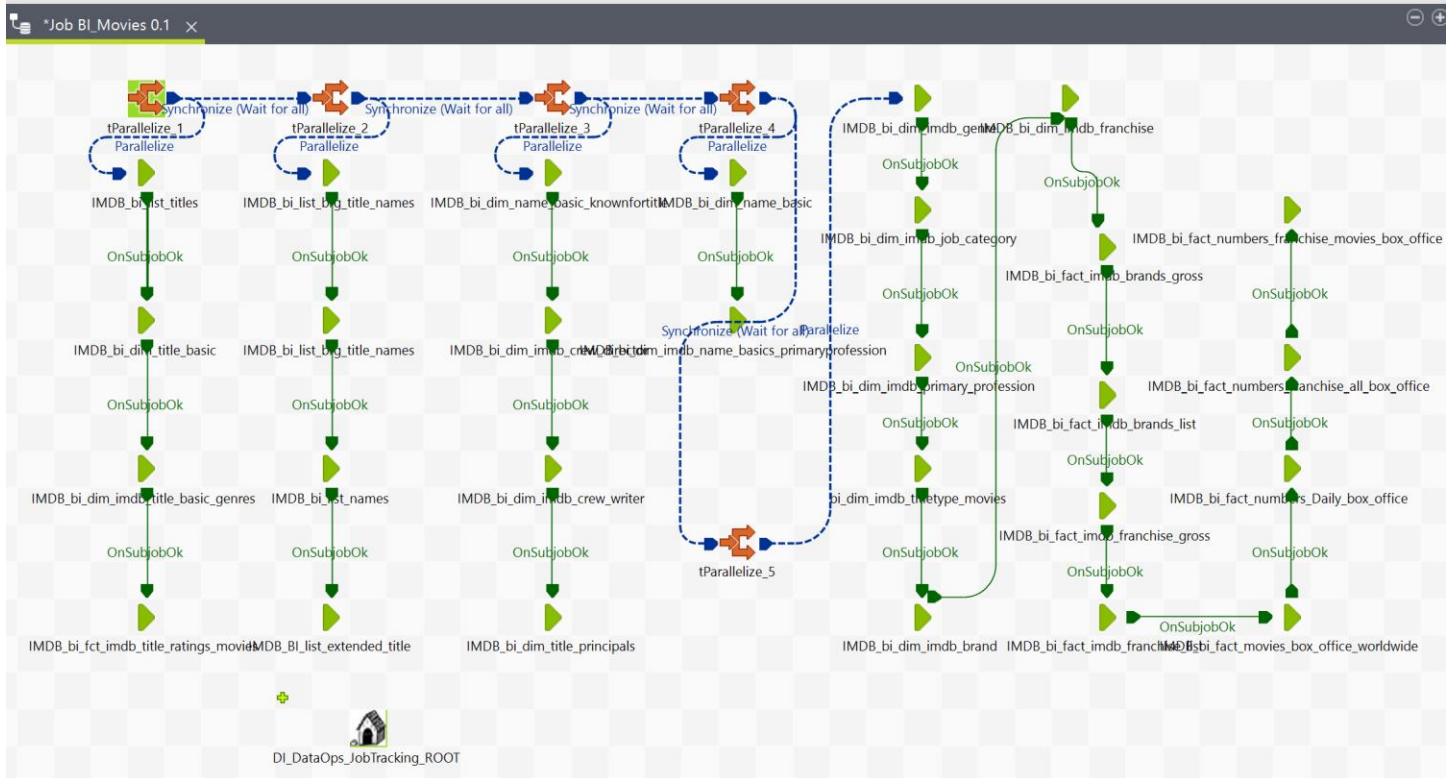 *Job BI_Movies 0.1
Synchronize (Wait for all)
Synchronize (Wait for all)
Synchronize (Wait for all)
tParallelize_1
tParallelize_2
tParallelize_3
tParallelize_4
IMDB_bi_dim_imdb_genre
IMDB_bi_dim_imdb_franchise
Parallelize
Parallelize
Parallelize
Parallelize
OnSubjobOk
OnSubjobOk
IMDB_bi_list_titles
IMDB_bi_list_big_title_names
IMDB_bi_dim_name_basic_knownfortitle
IMDB_bi_dim_name_basic
IMDB_bi_dim_imdb_job_category
IMDB_bi_fact_numbers_franchise_movies_box_office
OnSubjobOk
OnSubjobOk
OnSubjobOk
OnSubjobOk
IMDB_bi_fact_imdb_brands_gross
OnSubjobOk
OnSubjobOk
Synchronize (Wait for all)
Parallelize
OnSubjobOk
IMDB_bi_dim_title_basic
IMDB_bi_list_big_title_names
IMDB_bi_dim_imdb_crew_director
IMDB_bi_dim_imdb_name_basics_primaryprofession
OnSubjobOk
IMDB_bi_dim_imdb_primary_profession
IMDB_bi_fact_numbers_franchise_all_box_office
OnSubjobOk
OnSubjobOk
OnSubjobOk
OnSubjobOk
IMDB_bi_fact_imdb_brands_list
OnSubjobOk
OnSubjobOk
IMDB_bi_dim_imdb_title_basic_genres
IMDB_bi_list_names
IMDB_bi_dim_imdb_crew_writer
bi_dim_imdb_titletype_movies
IMDB_bi_fact_numbers_Daily_box_office
IMDB_bi_fact_imdb_franchise_gross
OnSubjobOk
OnSubjobOk
OnSubjobOk
OnSubjobOk
OnSubjobOk
tParallelize_5
OnSubjobOk
OnSubjobOk
IMDB_bi_fct_imdb_title_ratings_movies
IMDB_BI_list_extended_title
IMDB_bi_dim_title_principals
IMDB_bi_dim_imdb_brand
IMDB_bi_fact_imdb_franchise_list
IMDB_bi_fact_movies_box_office_worldwide
DI_DataOps_JobTracking_ROOT